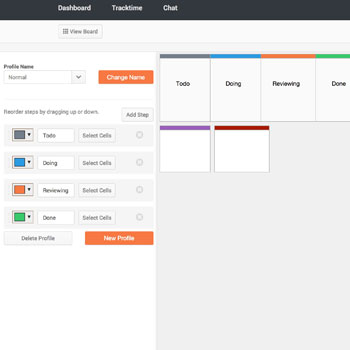 Dashboard Tracktime Chat
View Board
Profile Name
Normal Change Name
Todo Doing Reviewing Done
Reorder steps by dragging up or down.
Add Step
Todo Select Cells
Doing Select Cells
Reviewing Select Cells
Done Select Cells
Delete Profile New Profile